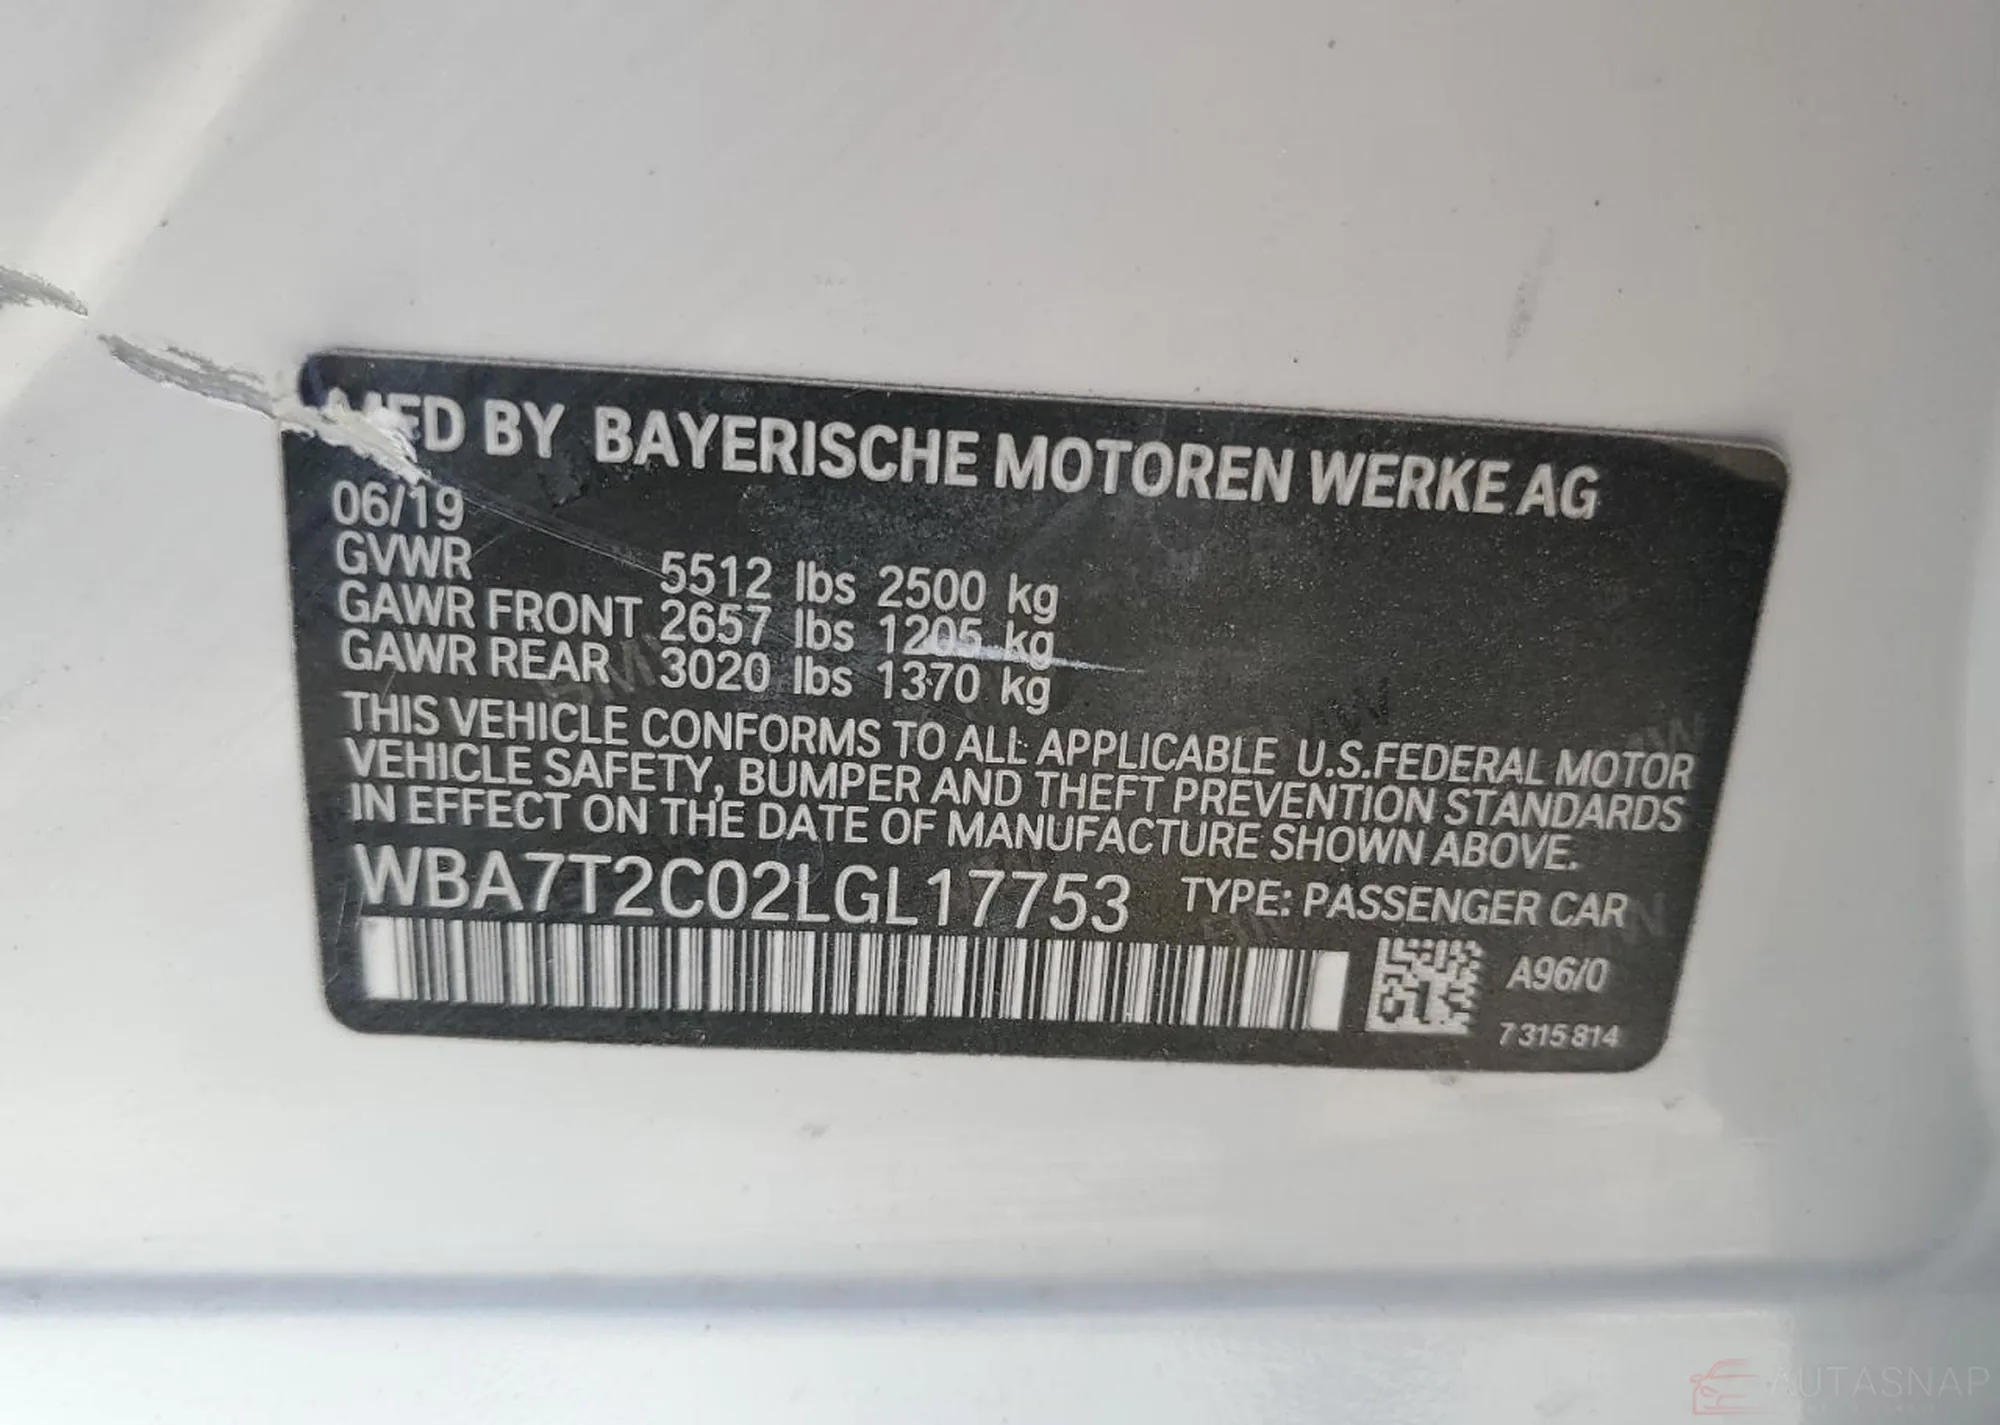 MFD BY BAYERISCHE MOTOREN WERKE AG
06/19
GVWR 5512 lbs 2500 kg
GAWR FRONT 2657 lbs 1205 kg
GAWR REAR 3020 lbs 1370 kg
THIS VEHICLE CONFORMS TO ALL APPLICABLE U.S.FEDERAL MOTOR
VEHICLE SAFETY, BUMPER AND THEFT PREVENTION STANDARDS
IN EFFECT ON THE DATE OF MANUFACTURE SHOWN ABOVE.
WBA7T2C02LGL17753 TYPE: PASSENGER CAR
A96/0
7 315 814
AUTASNAP